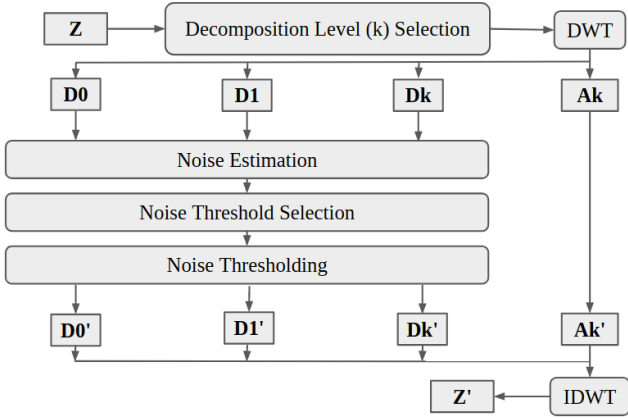 Z
Decomposition Level (k) Selection
DWT
D0
D1
Dk
Ak
Noise Estimation
Noise Threshold Selection
Noise Thresholding
D0'
D1'
Dk'
Ak'
Z'
IDWT